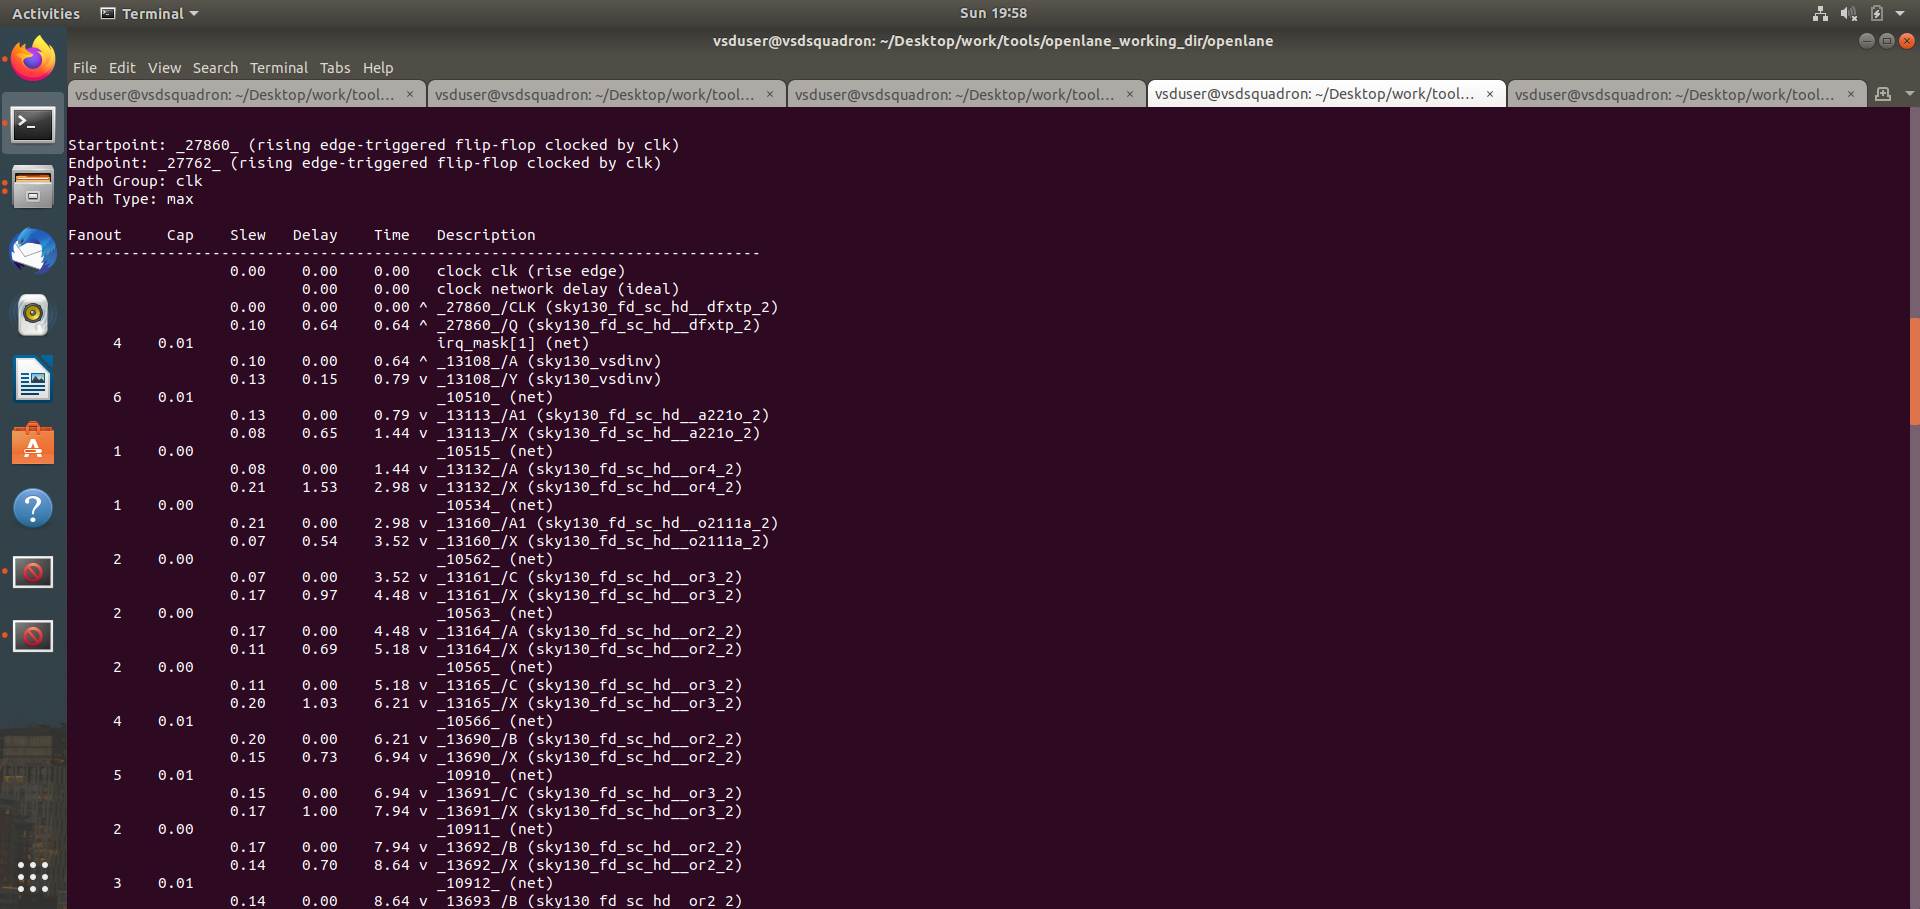 Activities Terminal Sun 19:58
vsduser@vsdsquadron: ~/Desktop/work/tools/openlane_working_dir/openlane
File Edit View Search Terminal Tabs Help
vsduser@vsdsquadron: ~/Desktop/work/tool... × vsduser@vsdsquadron: ~/Desktop/work/tool... × vsduser@vsdsquadron: ~/Desktop/work/tool... × vsduser@vsdsquadron: ~/Desktop/work/tool... × vsduser@vsdsquadron: ~/Desktop/work/tool... ×
Startpoint: _27860_ (rising edge-triggered flip-flop clocked by clk)
Endpoint: _27762_ (rising edge-triggered flip-flop clocked by clk)
Path Group: clk
Path Type: max
Fanout Cap Slew Delay Time Description
-----------------------------------------------------------------------------
0.00 0.00 0.00 clock clk (rise edge)
0.00 0.00 clock network delay (ideal)
0.00 0.00 0.00 ^ _27860_/CLK (sky130_fd_sc_hd__dfxtp_2)
0.10 0.64 0.64 ^ _27860_/Q (sky130_fd_sc_hd__dfxtp_2)
4 0.01 irq_mask[1] (net)
0.10 0.00 0.64 ^ _13108_/A (sky130_vsdinv)
0.13 0.15 0.79 v _13108_/Y (sky130_vsdinv)
6 0.01 _10510_ (net)
0.13 0.00 0.79 v _13113_/A1 (sky130_fd_sc_hd__a221o_2)
0.08 0.65 1.44 v _13113_/X (sky130_fd_sc_hd__a221o_2)
1 0.00 _10515_ (net)
0.08 0.00 1.44 v _13132_/A (sky130_fd_sc_hd__or4_2)
0.21 1.53 2.98 v _13132_/X (sky130_fd_sc_hd__or4_2)
1 0.00 _10534_ (net)
0.21 0.00 2.98 v _13160_/A1 (sky130_fd_sc_hd__o2111a_2)
0.07 0.54 3.52 v _13160_/X (sky130_fd_sc_hd__o2111a_2)
2 0.00 _10562_ (net)
0.07 0.00 3.52 v _13161_/C (sky130_fd_sc_hd__or3_2)
0.17 0.97 4.48 v _13161_/X (sky130_fd_sc_hd__or3_2)
2 0.00 _10563_ (net)
0.17 0.00 4.48 v _13164_/A (sky130_fd_sc_hd__or2_2)
0.11 0.69 5.18 v _13164_/X (sky130_fd_sc_hd__or2_2)
2 0.00 _10565_ (net)
0.11 0.00 5.18 v _13165_/C (sky130_fd_sc_hd__or3_2)
0.20 1.03 6.21 v _13165_/X (sky130_fd_sc_hd__or3_2)
4 0.01 _10566_ (net)
0.20 0.00 6.21 v _13690_/B (sky130_fd_sc_hd__or2_2)
0.15 0.73 6.94 v _13690_/X (sky130_fd_sc_hd__or2_2)
5 0.01 _10910_ (net)
0.15 0.00 6.94 v _13691_/C (sky130_fd_sc_hd__or3_2)
0.17 1.00 7.94 v _13691_/X (sky130_fd_sc_hd__or3_2)
2 0.00 _10911_ (net)
0.17 0.00 7.94 v _13692_/B (sky130_fd_sc_hd__or2_2)
0.14 0.70 8.64 v _13692_/X (sky130_fd_sc_hd__or2_2)
3 0.01 _10912_ (net)
0.14 0.00 8.64 v _13693_/B (sky130_fd_sc_hd__or2_2)